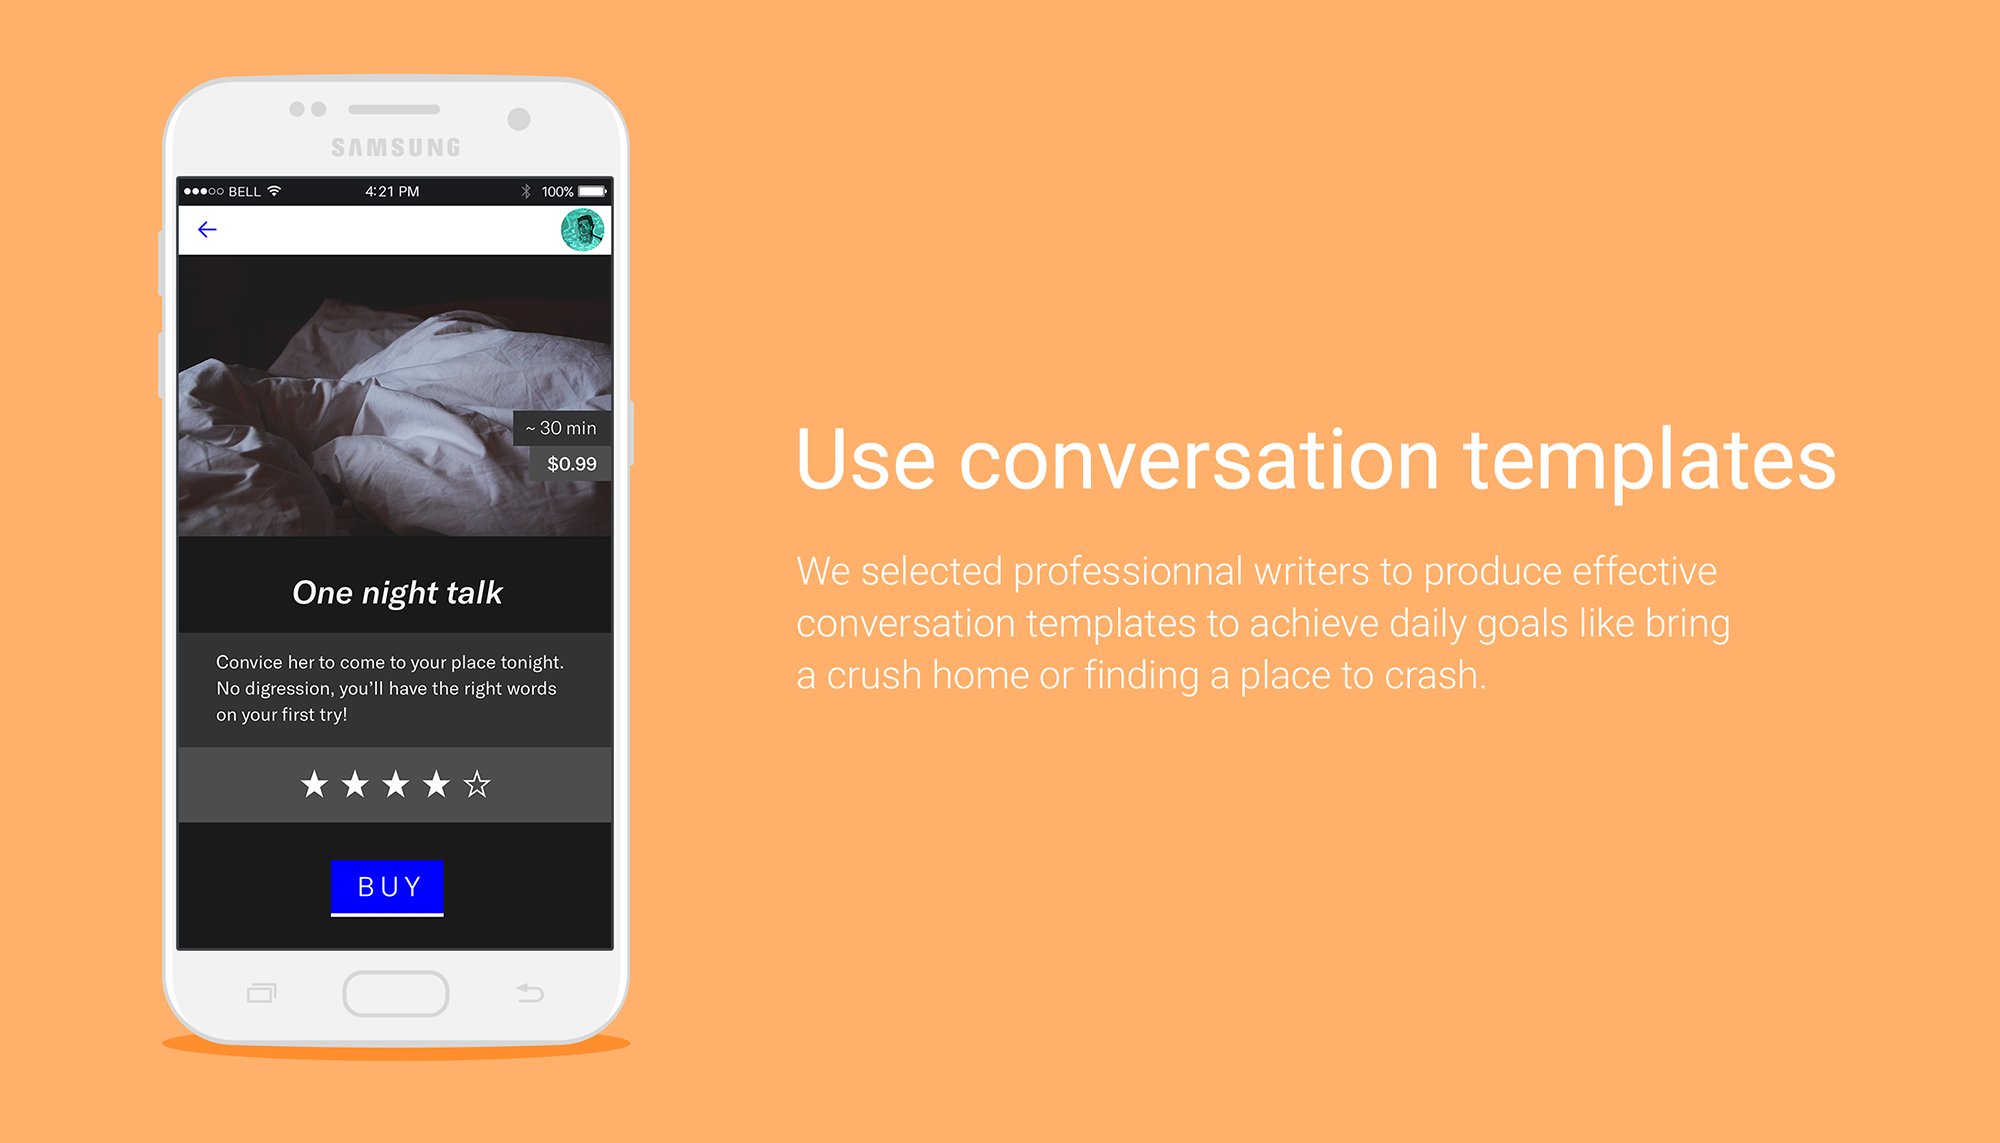 SAMSUNG
BELL 4:21 PM 100%
~ 30 min
$0.99
One night talk
Convice her to come to your place tonight.
No digression, you'll have the right words
on your first try!
BUY
Use conversation templates
We selected professionnal writers to produce effective
conversation templates to achieve daily goals like bring
a crush home or finding a place to crash.